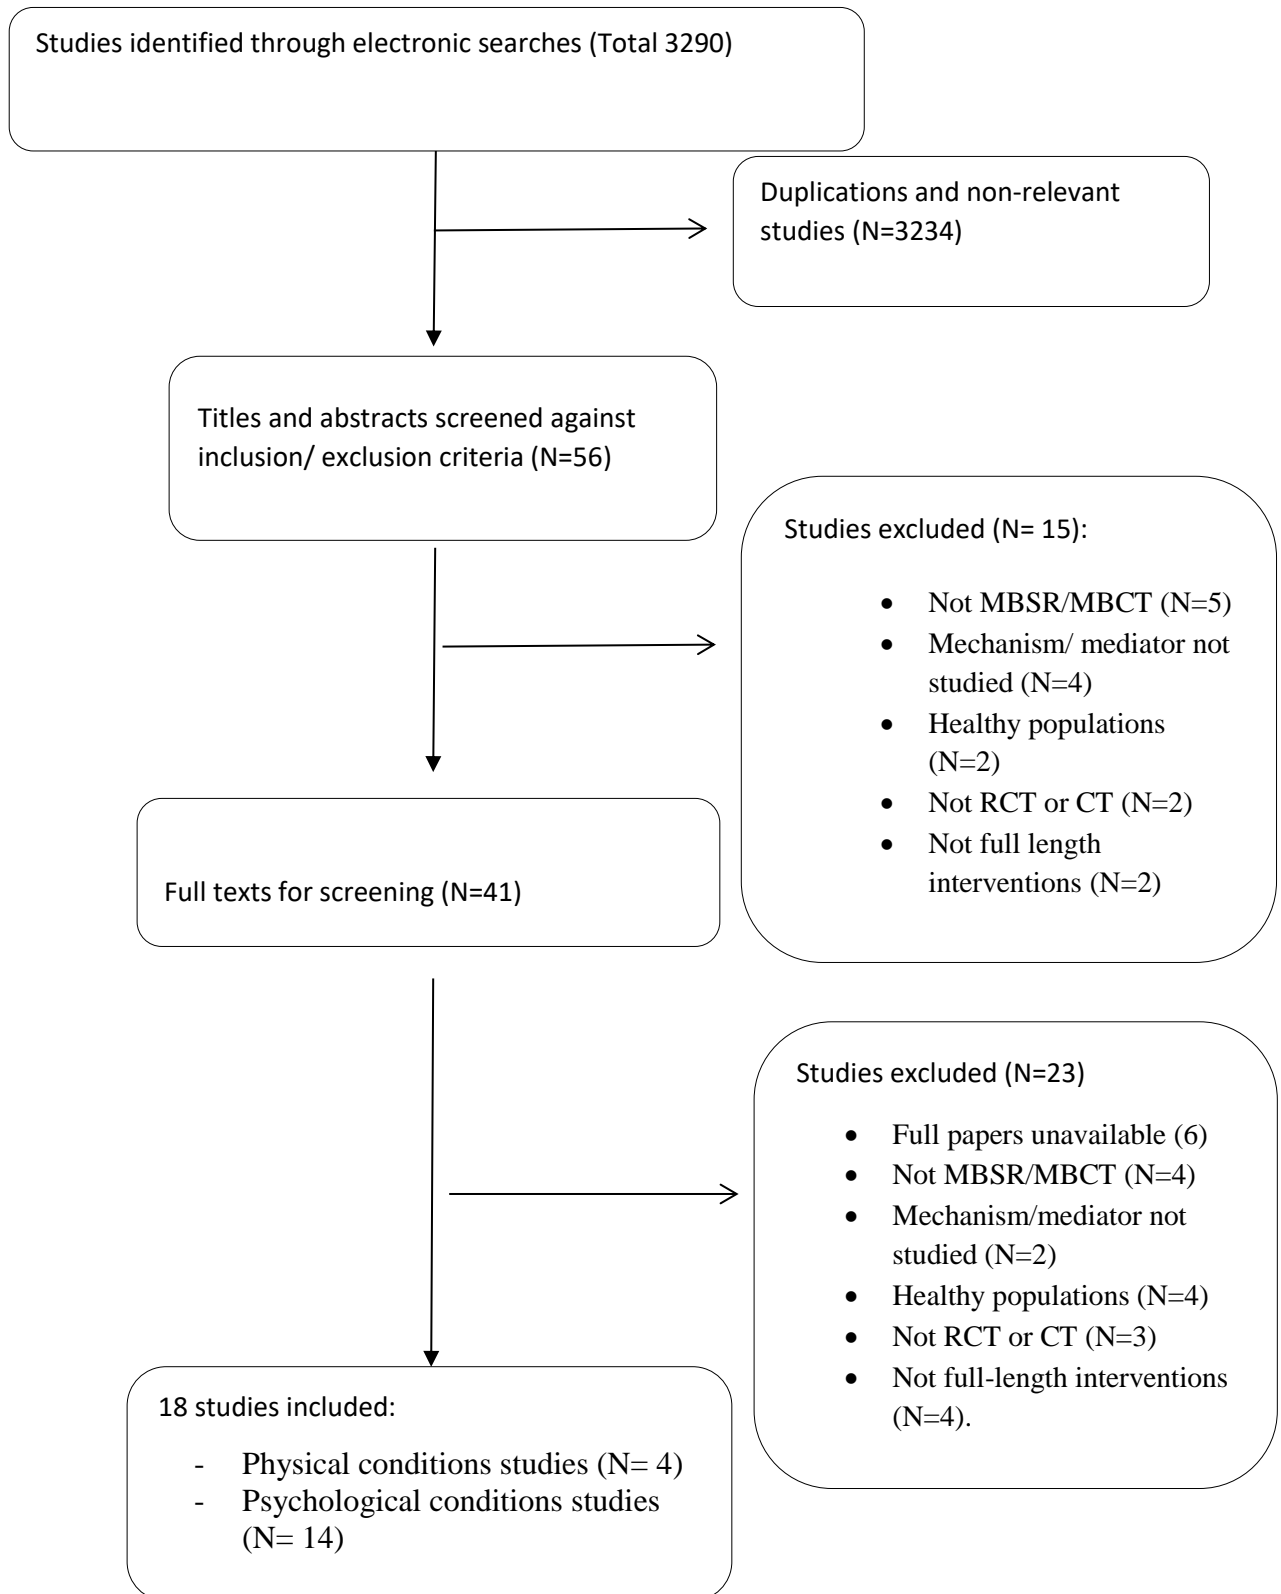 Studies identified through electronic searches (Total 3290)
Duplications and non-relevant
studies (N=3234)
Titles and abstracts screened against
inclusion/ exclusion criteria (N=56)
Studies excluded (N= 15):
• Not MBSR/MBCT (N=5)
• Mechanism/ mediator not
studied (N=4)
• Healthy populations
(N=2)
• Not RCT or CT (N=2)
• Not full length
interventions (N=2)
Full texts for screening (N=41)
Studies excluded (N=23)
• Full papers unavailable (6)
• Not MBSR/MBCT (N=4)
• Mechanism/mediator not
studied (N=2)
• Healthy populations (N=4)
• Not RCT or CT (N=3)
• Not full-length interventions
(N=4).
18 studies included:
- Physical conditions studies (N= 4)
- Psychological conditions studies
(N= 14)